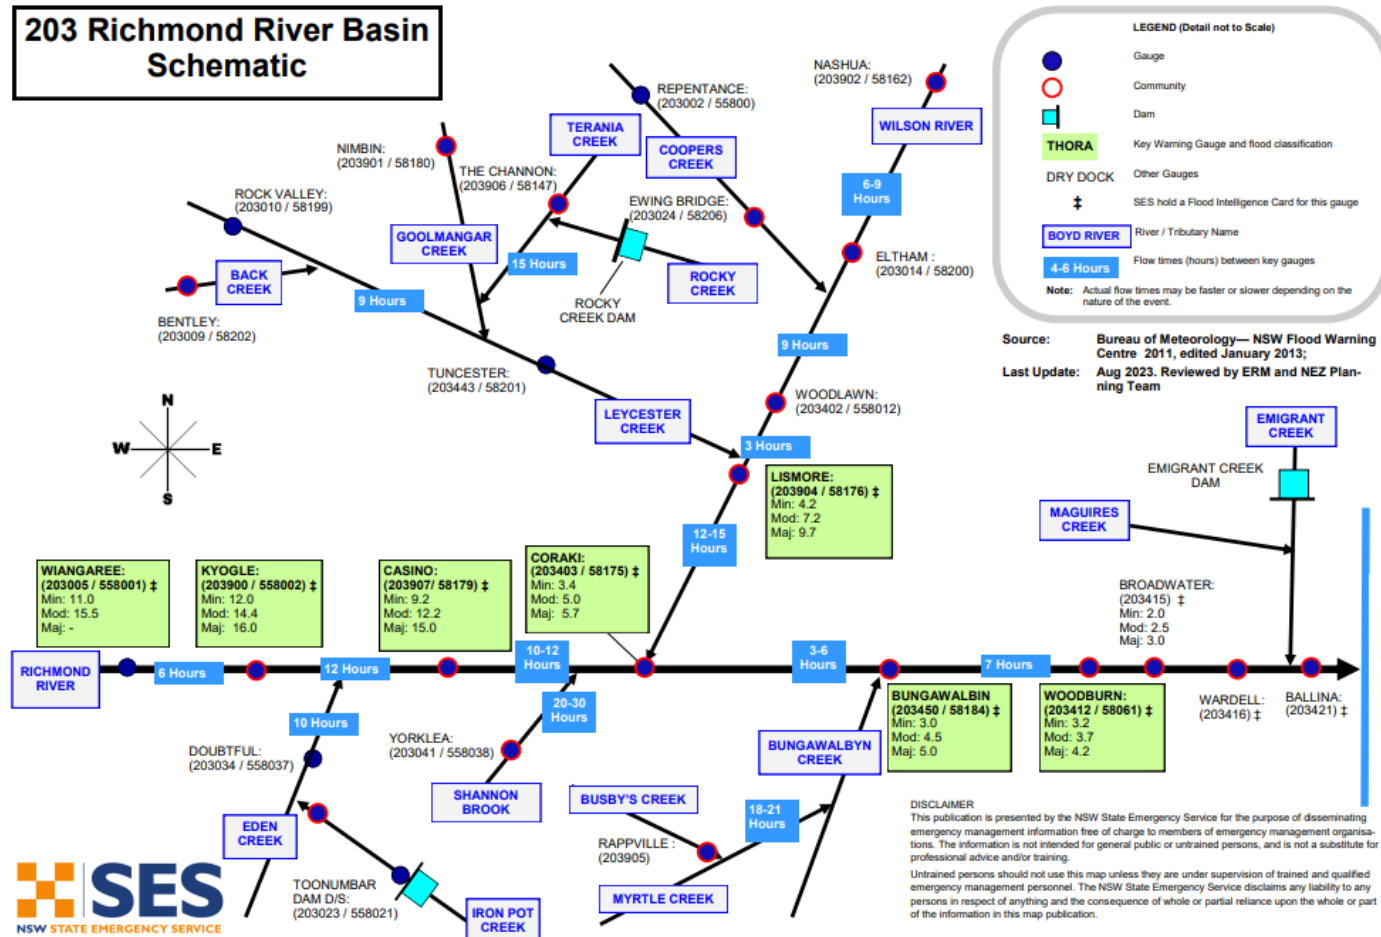 203 Richmond River Basin
Schematic
LEGEND (Detail not to Scale)
Gauge
Community
Dam
THORA
Key Warning Gauge and flood classification
DRY DOCK
Other Gauges
‡
SES hold a Flood Intelligence Card for this gauge
BOYD RIVER
River / Tributary Name
4-6 Hours
Flow times (hours) between key gauges
Note: Actual flow times may be faster or slower depending on the
nature of the event.
Source: Bureau of Meteorology— NSW Flood Warning
Centre 2011, edited January 2013;
Last Update: Aug 2023. Reviewed by ERM and NEZ Plan-
ning Team
NASHUA:
(203902 / 58162)
REPENTANCE:
(203002 / 55800)
WILSON RIVER
TERANIA
CREEK
COOPERS
CREEK
NIMBIN:
(203901 / 58180)
THE CHANNON:
(203906 / 58147)
6-9
Hours
ROCK VALLEY:
(203010 / 58199)
EWING BRIDGE:
(203024 / 58206)
GOOLMANGAR
CREEK
ELTHAM :
(203014 / 58200)
15 Hours
BACK
CREEK
ROCKY
CREEK
9 Hours
ROCKY
CREEK DAM
BENTLEY:
(203009 / 58202)
9 Hours
TUNCESTER:
(203443 / 58201)
WOODLAWN:
(203402 / 558012)
LEYCESTER
CREEK
N
W E
S
3 Hours
EMIGRANT
CREEK
EMIGRANT CREEK
DAM
LISMORE:
(203904 / 58176) ‡
Min: 4.2
Mod: 7.2
Maj: 9.7
MAGUIRES
CREEK
12-15
Hours
WIANGAREE:
(203005 / 558001) ‡
Min: 11.0
Mod: 15.5
Maj: -
KYOGLE:
(203900 / 558002) ‡
Min: 12.0
Mod: 14.4
Maj: 16.0
CASINO:
(203907/ 58179) ‡
Min: 9.2
Mod: 12.2
Maj: 15.0
CORAKI:
(203403 / 58175) ‡
Min: 3.4
Mod: 5.0
Maj: 5.7
BROADWATER:
(203415) ‡
Min: 2.0
Mod: 2.5
Maj: 3.0
RICHMOND
RIVER
6 Hours
12 Hours
10-12
Hours
3-6
Hours
7 Hours
20-30
Hours
10 Hours
BUNGAWALBIN
(203450 / 58184) ‡
Min: 3.0
Mod: 4.5
Maj: 5.0
WOODBURN:
(203412 / 58061) ‡
Min: 3.2
Mod: 3.7
Maj: 4.2
WARDELL:
(203416) ‡
BALLINA:
(203421) ‡
DOUBTFUL:
(203034 / 558037)
YORKLEA:
(203041 / 558038)
BUNGAWALBYN
CREEK
SHANNON
BROOK
BUSBY'S CREEK
18-21
Hours
EDEN
CREEK
RAPPVILLE :
(203905)
TOONUMBAR
DAM D/S:
(203023 / 558021)
MYRTLE CREEK
IRON POT
CREEK
SES
NSW STATE EMERGENCY SERVICE
DISCLAIMER
This publication is presented by the NSW State Emergency Service for the purpose of disseminating
emergency management information free of charge to members of emergency management organisa-
tions. The information is not intended for general public or untrained persons, and is not a substitute for
professional advice and/or training.
Untrained persons should not use this map unless they are under supervision of trained and qualified
emergency management personnel. The NSW State Emergency Service disclaims any liability to any
persons in respect of anything and the consequence of whole or partial reliance upon the whole or part
of the information in this map publication.